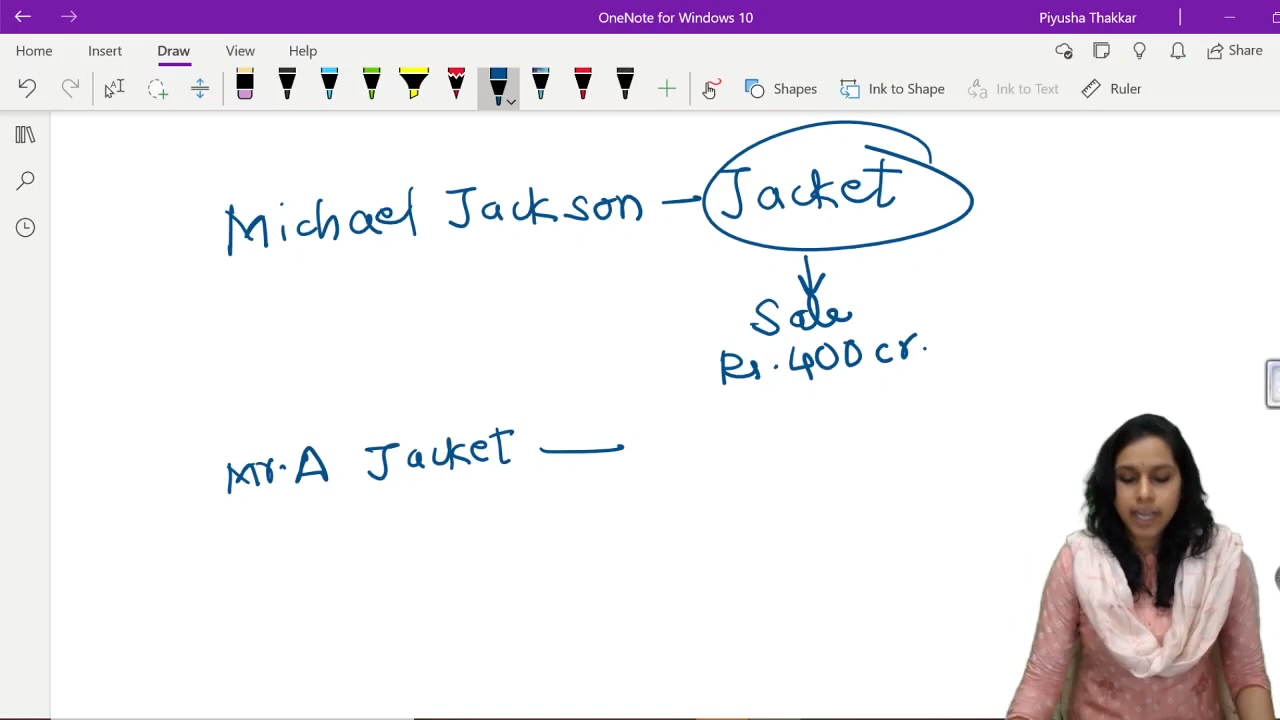 OneNote for Windows 10
Piyusha Thakkar
Home Insert Draw View Help
Share
Shapes Ink to Shape Ink to Text Ruler
Michael Jackson – Jacket
Sale
Rs. 400 cr.
Mr. A Jacket —